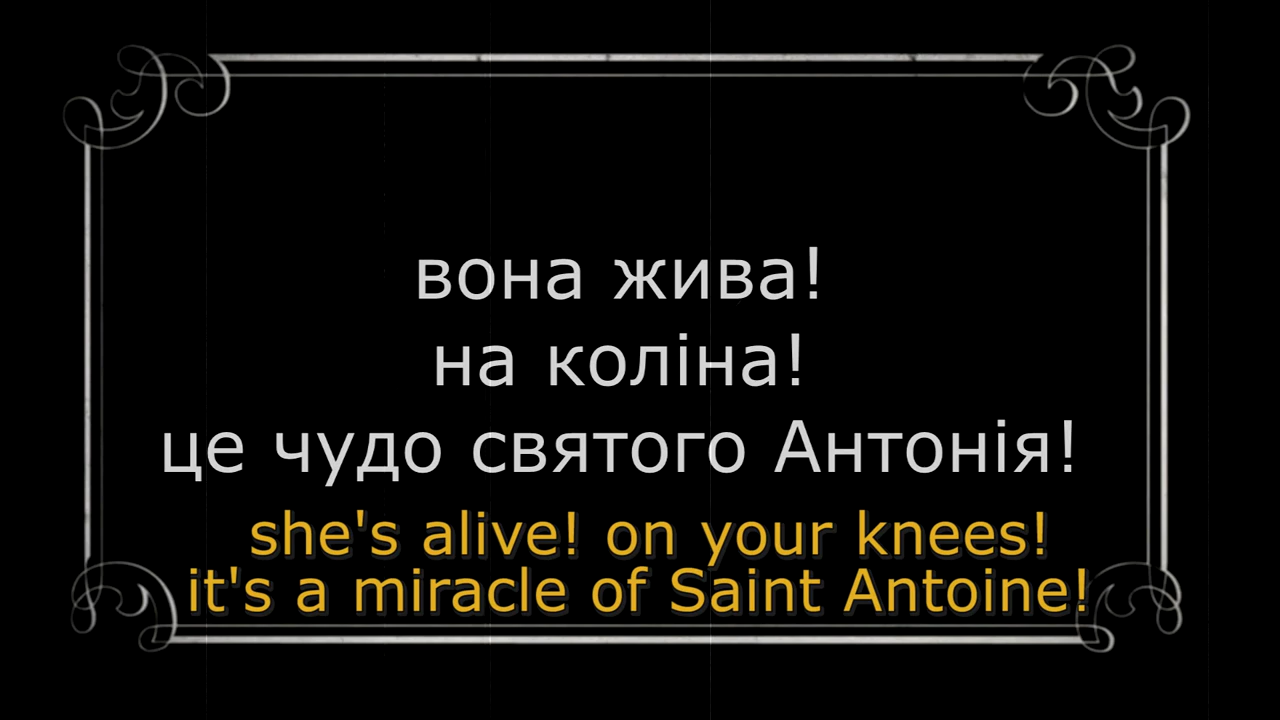 вона жива!
на коліна!
це чудо святого Антонія!
she's alive! on your knees!
it's a miracle of Saint Antoine!